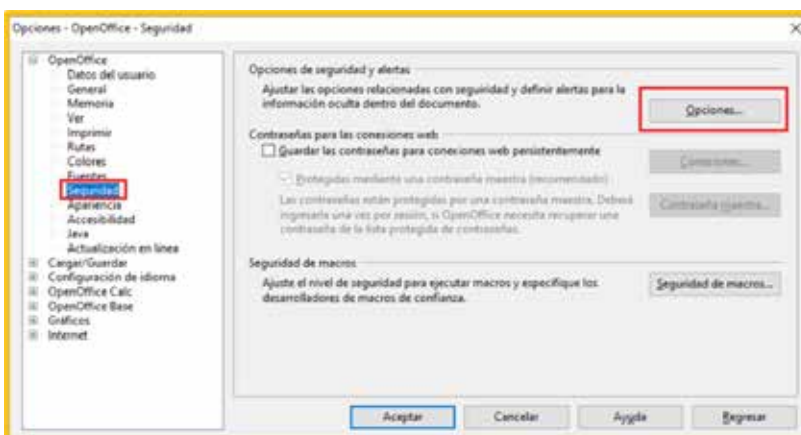 Opciones - OpenOffice - Seguridad
OpenOffice
Datos del usuario
General
Memoria
Ver
Imprimir
Rutas
Colores
Fuentes
Seguridad
Apariencia
Accesibilidad
Java
Actualización en línea
Cargar/Guardar
Configuración de idioma
OpenOffice Calc
OpenOffice Base
Gráficos
Internet
Opciones de seguridad y alertas
Ajustar las opciones relacionadas con seguridad y definir alertas para la
información oculta dentro del documento.
Opciones...
Contraseñas para las conexiones web
Guardar las contraseñas para conexiones web persistentemente
Conexiones...
Protegidas mediante una contraseña maestra (recomendado)
Las contraseñas están protegidas por una contraseña maestra. Deberá
ingresarla una vez por sesión, si OpenOffice necesita recuperar una
contraseña de la lista protegida de contraseñas.
Contraseña maestra...
Seguridad de macros
Ajuste el nivel de seguridad para ejecutar macros y especifique los
desarrolladores de macros de confianza.
Seguridad de macros...
Aceptar
Cancelar
Ayuda
Regresar